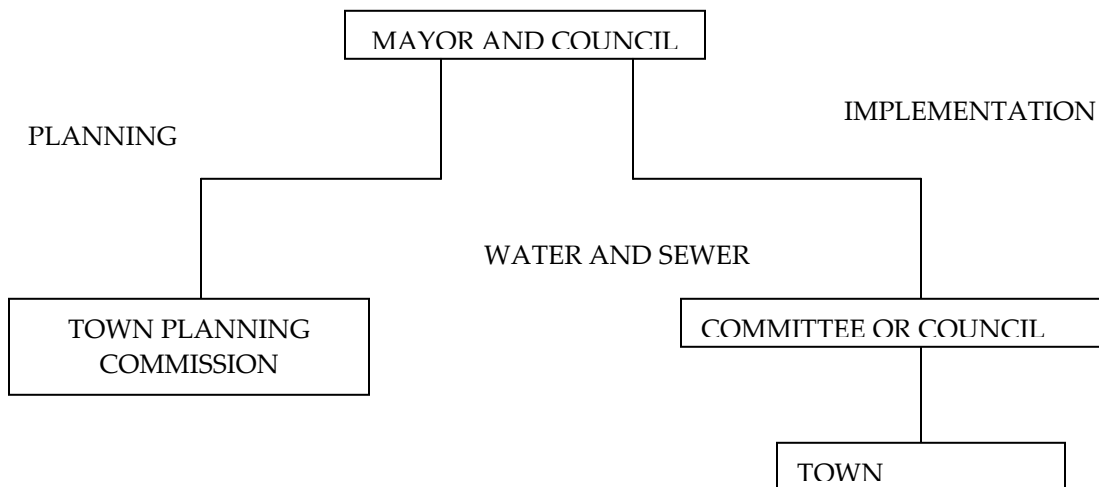 MAYOR AND COUNCIL
IMPLEMENTATION
PLANNING
WATER AND SEWER
TOWN PLANNING
COMMISSION
COMMITTEE OR COUNCIL
TOWN